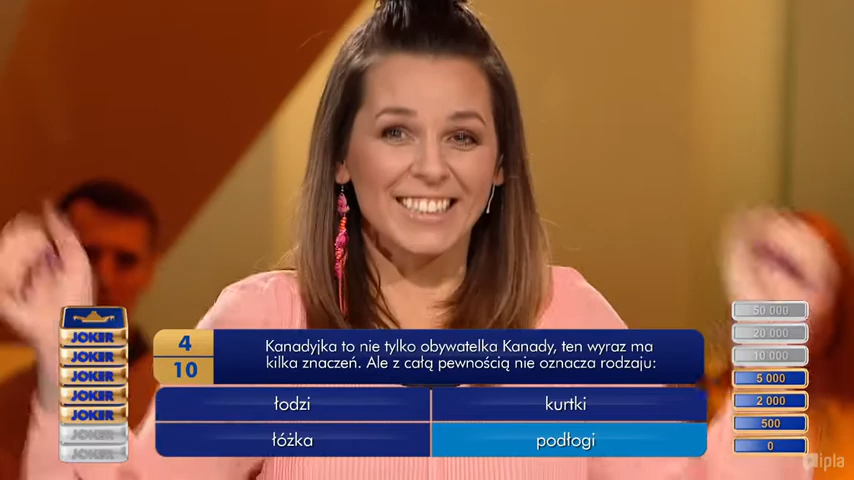 50 000
20 000
10 000
5 000
2 000
500
0
JOKER
JOKER
JOKER
JOKER
JOKER
JOKER
4
10
Kanadyjka to nie tylko obywatelka Kanady, ten wyraz ma
kilka znaczeń. Ale z całą pewnością nie oznacza rodzaju:
łodzi
kurtki
łóżka
podłogi
ipla